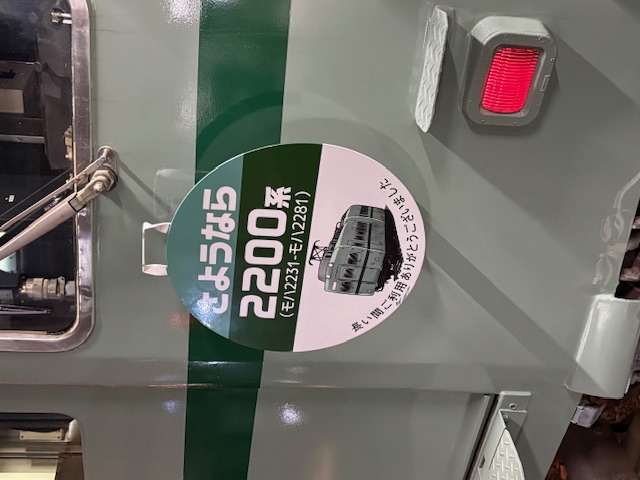 さようなら
2200系
(モハ2231-モハ2281)
長い間ご利用ありがとうございました